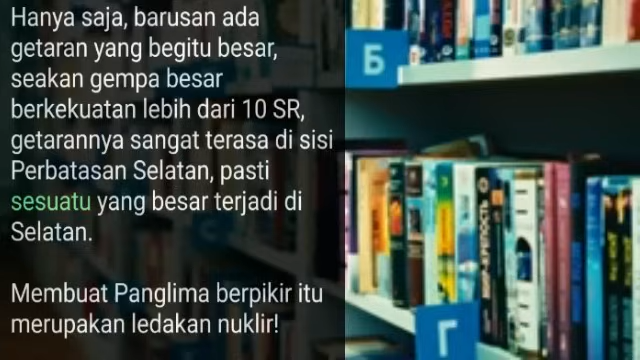 Hanya saja, barusan ada
getaran yang begitu besar,
seakan gempa besar
berkekuatan lebih dari 10 SR,
getarannya sangat terasa di sisi
Perbatasan Selatan, pasti
sesuatu yang besar terjadi di
Selatan.
Membuat Panglima berpikir itu
merupakan ledakan nuklir!
Б
Г